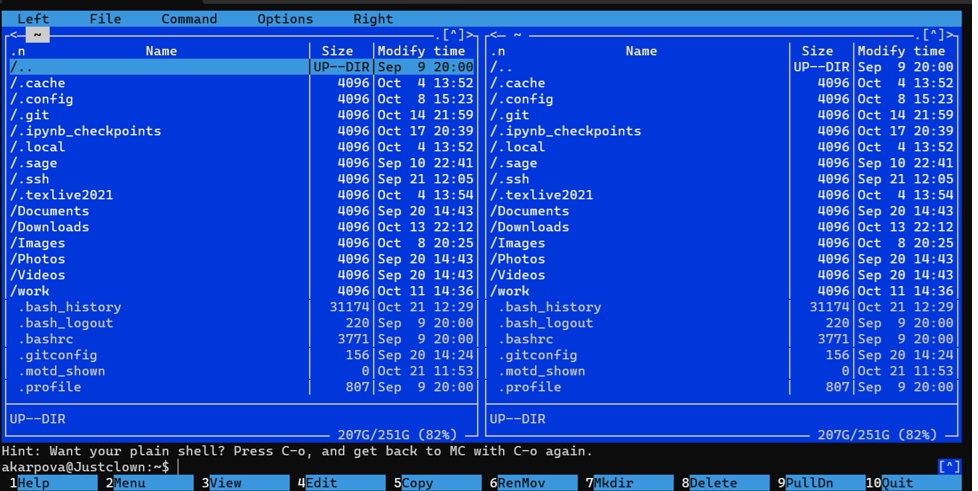 Left File Command Options Right
<─ ~ .[^]> <─ ~ .[^]>
.n Name Size Modify time .n Name Size Modify time
/.. UP--DIR Sep 9 20:00 /.. UP--DIR Sep 9 20:00
/.cache 4096 Oct 4 13:52 /.cache 4096 Oct 4 13:52
/.config 4096 Oct 8 15:23 /.config 4096 Oct 8 15:23
/.git 4096 Oct 14 21:59 /.git 4096 Oct 14 21:59
/.ipynb_checkpoints 4096 Oct 17 20:39 /.ipynb_checkpoints 4096 Oct 17 20:39
/.local 4096 Oct 4 13:52 /.local 4096 Oct 4 13:52
/.sage 4096 Sep 10 22:41 /.sage 4096 Sep 10 22:41
/.ssh 4096 Sep 21 12:05 /.ssh 4096 Sep 21 12:05
/.texlive2021 4096 Oct 4 13:54 /.texlive2021 4096 Oct 4 13:54
/Documents 4096 Sep 20 14:43 /Documents 4096 Sep 20 14:43
/Downloads 4096 Oct 13 22:12 /Downloads 4096 Oct 13 22:12
/Images 4096 Oct 8 20:25 /Images 4096 Oct 8 20:25
/Photos 4096 Sep 20 14:43 /Photos 4096 Sep 20 14:43
/Videos 4096 Sep 20 14:43 /Videos 4096 Sep 20 14:43
/work 4096 Oct 11 14:36 /work 4096 Oct 11 14:36
.bash_history 31174 Oct 21 12:29 .bash_history 31174 Oct 21 12:29
.bash_logout 220 Sep 9 20:00 .bash_logout 220 Sep 9 20:00
.bashrc 3771 Sep 9 20:00 .bashrc 3771 Sep 9 20:00
.gitconfig 156 Sep 20 14:24 .gitconfig 156 Sep 20 14:24
.motd_shown 0 Oct 21 11:53 .motd_shown 0 Oct 21 11:53
.profile 807 Sep 9 20:00 .profile 807 Sep 9 20:00
UP--DIR UP--DIR
207G/251G (82%) 207G/251G (82%)
Hint: Want your plain shell? Press C-o, and get back to MC with C-o again.
akarpova@Justclown:~$ [^]
1Help 2Menu 3View 4Edit 5Copy 6RenMov 7Mkdir 8Delete 9PullDn 10Quit